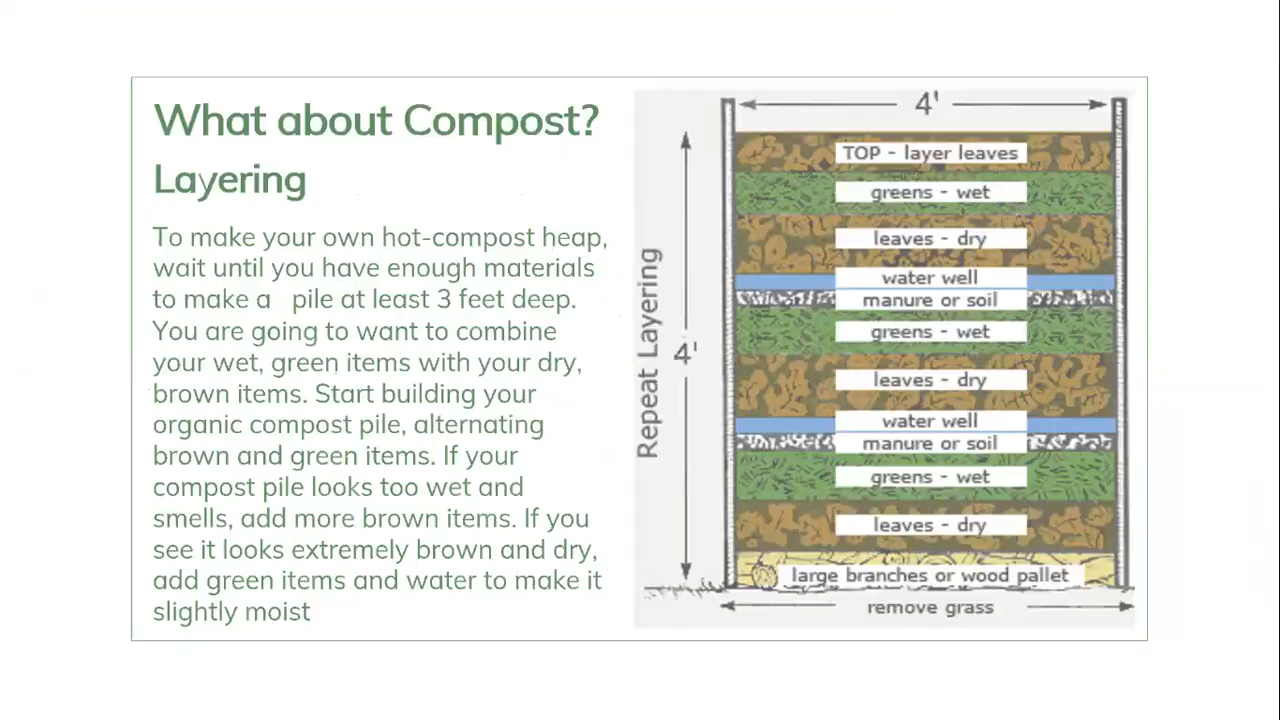 What about Compost?
Layering
To make your own hot-compost heap,
wait until you have enough materials
to make a pile at least 3 feet deep.
You are going to want to combine
your wet, green items with your dry,
brown items. Start building your
organic compost pile, alternating
brown and green items. If your
compost pile looks too wet and
smells, add more brown items. If you
see it looks extremely brown and dry,
add green items and water to make it
slightly moist
Repeat Layering
4'
4'
TOP - layer leaves
greens - wet
leaves - dry
water well
manure or soil
greens - wet
leaves - dry
water well
manure or soil
greens - wet
leaves - dry
large branches or wood pallet
remove grass